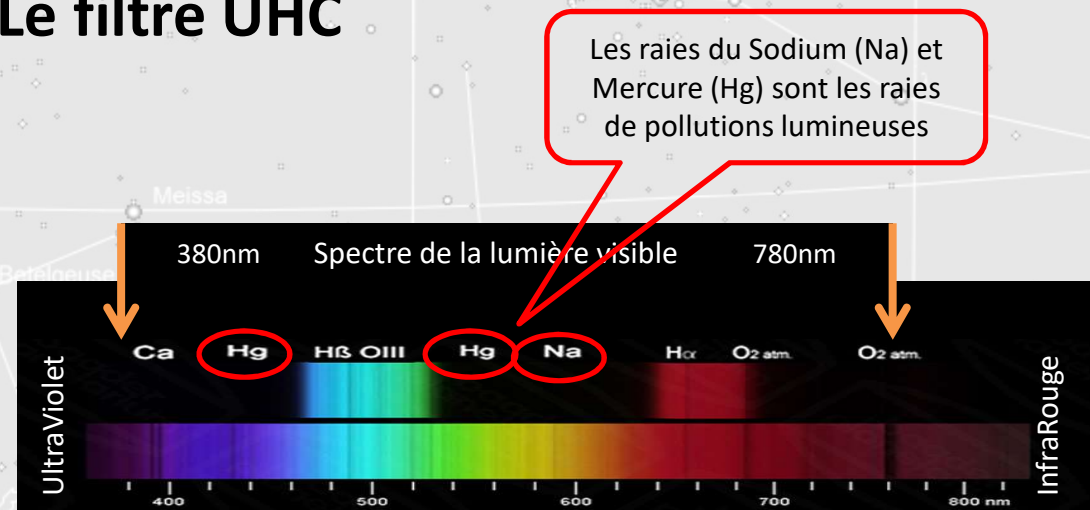 Le filtre UHC
Les raies du Sodium (Na) et
Mercure (Hg) sont les raies
de pollutions lumineuses
Meissa
Betelgeuse
380nm Spectre de la lumière visible 780nm
UltraViolet
Ca Hg Hß OIII Hg Na Hα O2 atm. O2 atm.
InfraRouge
400 500 600 700 800 nm